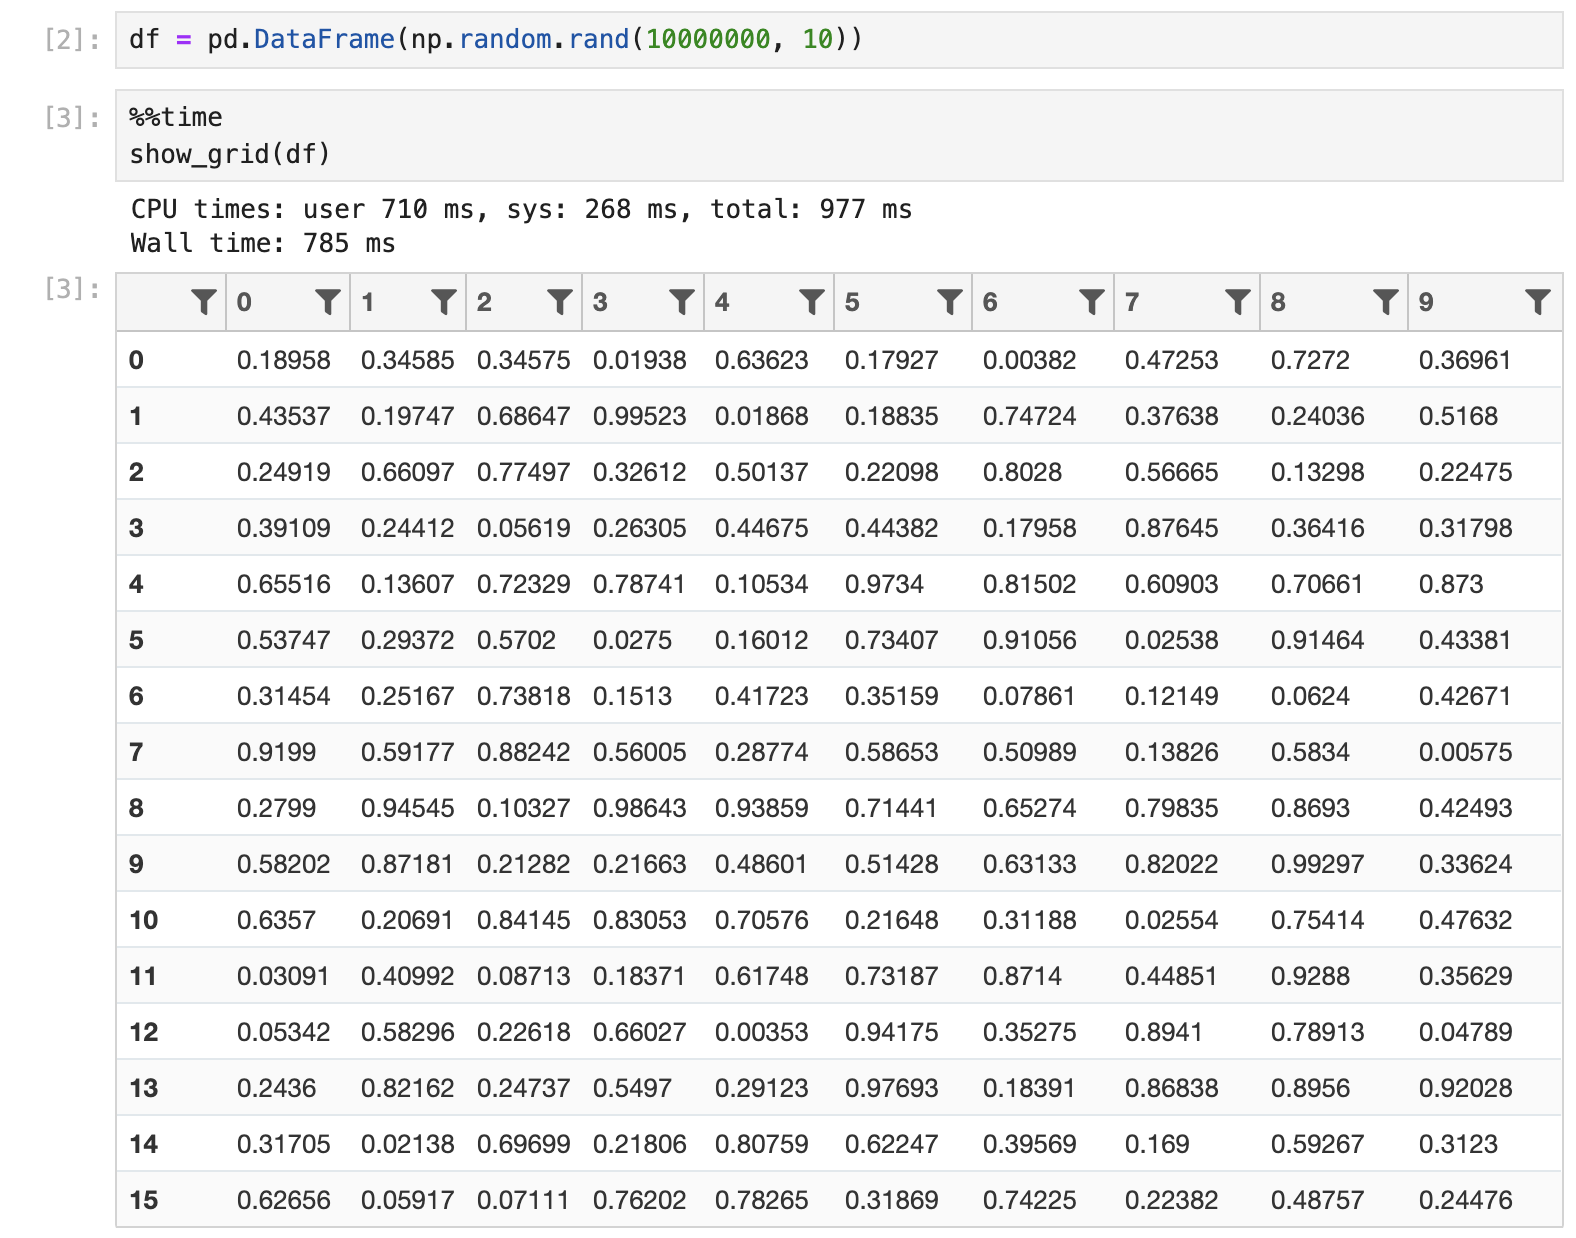 [2]: df = pd.DataFrame(np.random.rand(10000000, 10))
[3]: %%time
show_grid(df)
CPU times: user 710 ms, sys: 268 ms, total: 977 ms
Wall time: 785 ms
[3]: 0 1 2 3 4 5 6 7 8 9
0 0.18958 0.34585 0.34575 0.01938 0.63623 0.17927 0.00382 0.47253 0.7272 0.36961
1 0.43537 0.19747 0.68647 0.99523 0.01868 0.18835 0.74724 0.37638 0.24036 0.5168
2 0.24919 0.66097 0.77497 0.32612 0.50137 0.22098 0.8028 0.56665 0.13298 0.22475
3 0.39109 0.24412 0.05619 0.26305 0.44675 0.44382 0.17958 0.87645 0.36416 0.31798
4 0.65516 0.13607 0.72329 0.78741 0.10534 0.9734 0.81502 0.60903 0.70661 0.873
5 0.53747 0.29372 0.5702 0.0275 0.16012 0.73407 0.91056 0.02538 0.91464 0.43381
6 0.31454 0.25167 0.73818 0.1513 0.41723 0.35159 0.07861 0.12149 0.0624 0.42671
7 0.9199 0.59177 0.88242 0.56005 0.28774 0.58653 0.50989 0.13826 0.5834 0.00575
8 0.2799 0.94545 0.10327 0.98643 0.93859 0.71441 0.65274 0.79835 0.8693 0.42493
9 0.58202 0.87181 0.21282 0.21663 0.48601 0.51428 0.63133 0.82022 0.99297 0.33624
10 0.6357 0.20691 0.84145 0.83053 0.70576 0.21648 0.31188 0.02554 0.75414 0.47632
11 0.03091 0.40992 0.08713 0.18371 0.61748 0.73187 0.8714 0.44851 0.9288 0.35629
12 0.05342 0.58296 0.22618 0.66027 0.00353 0.94175 0.35275 0.8941 0.78913 0.04789
13 0.2436 0.82162 0.24737 0.5497 0.29123 0.97693 0.18391 0.86838 0.8956 0.92028
14 0.31705 0.02138 0.69699 0.21806 0.80759 0.62247 0.39569 0.169 0.59267 0.3123
15 0.62656 0.05917 0.07111 0.76202 0.78265 0.31869 0.74225 0.22382 0.48757 0.24476